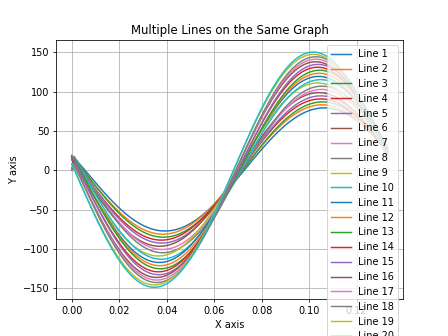 Multiple Lines on the Same Graph
Y axis
150
100
50
0
−50
−100
−150
0.00
0.02
0.04
0.06
0.08
0.10
X axis
Line 1
Line 2
Line 3
Line 4
Line 5
Line 6
Line 7
Line 8
Line 9
Line 10
Line 11
Line 12
Line 13
Line 14
Line 15
Line 16
Line 17
Line 18
Line 19
Line 20